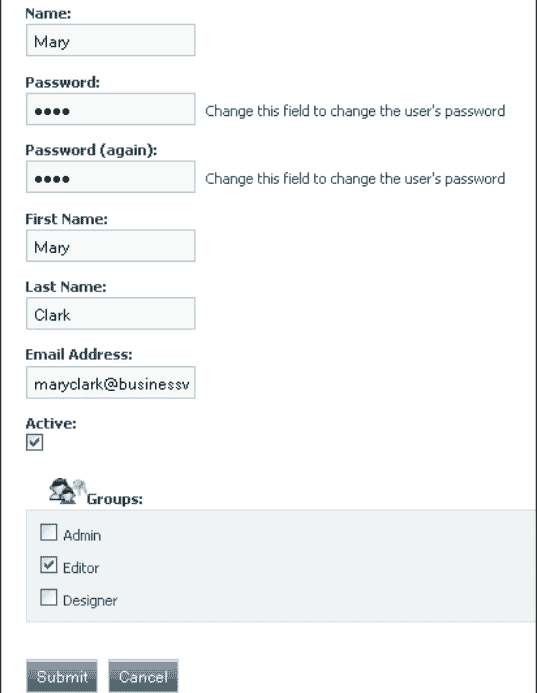 Name:
Mary
Password:
●●●● Change this field to change the user's password
Password (again):
●●●● Change this field to change the user's password
First Name:
Mary
Last Name:
Clark
Email Address:
maryclark@businessv
Active:
Groups:
Admin
Editor
Designer
Submit Cancel